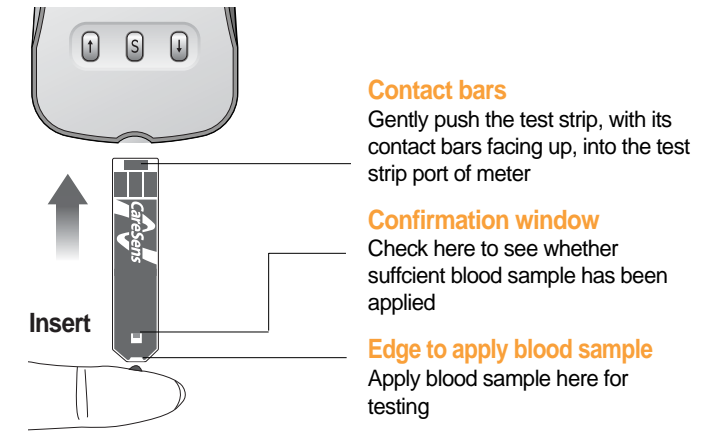 ↑ S ↓
Contact bars
Gently push the test strip, with its
contact bars facing up, into the test
strip port of meter
CareSens N
Confirmation window
Check here to see whether
suffcient blood sample has been
applied
Insert
Edge to apply blood sample
Apply blood sample here for
testing